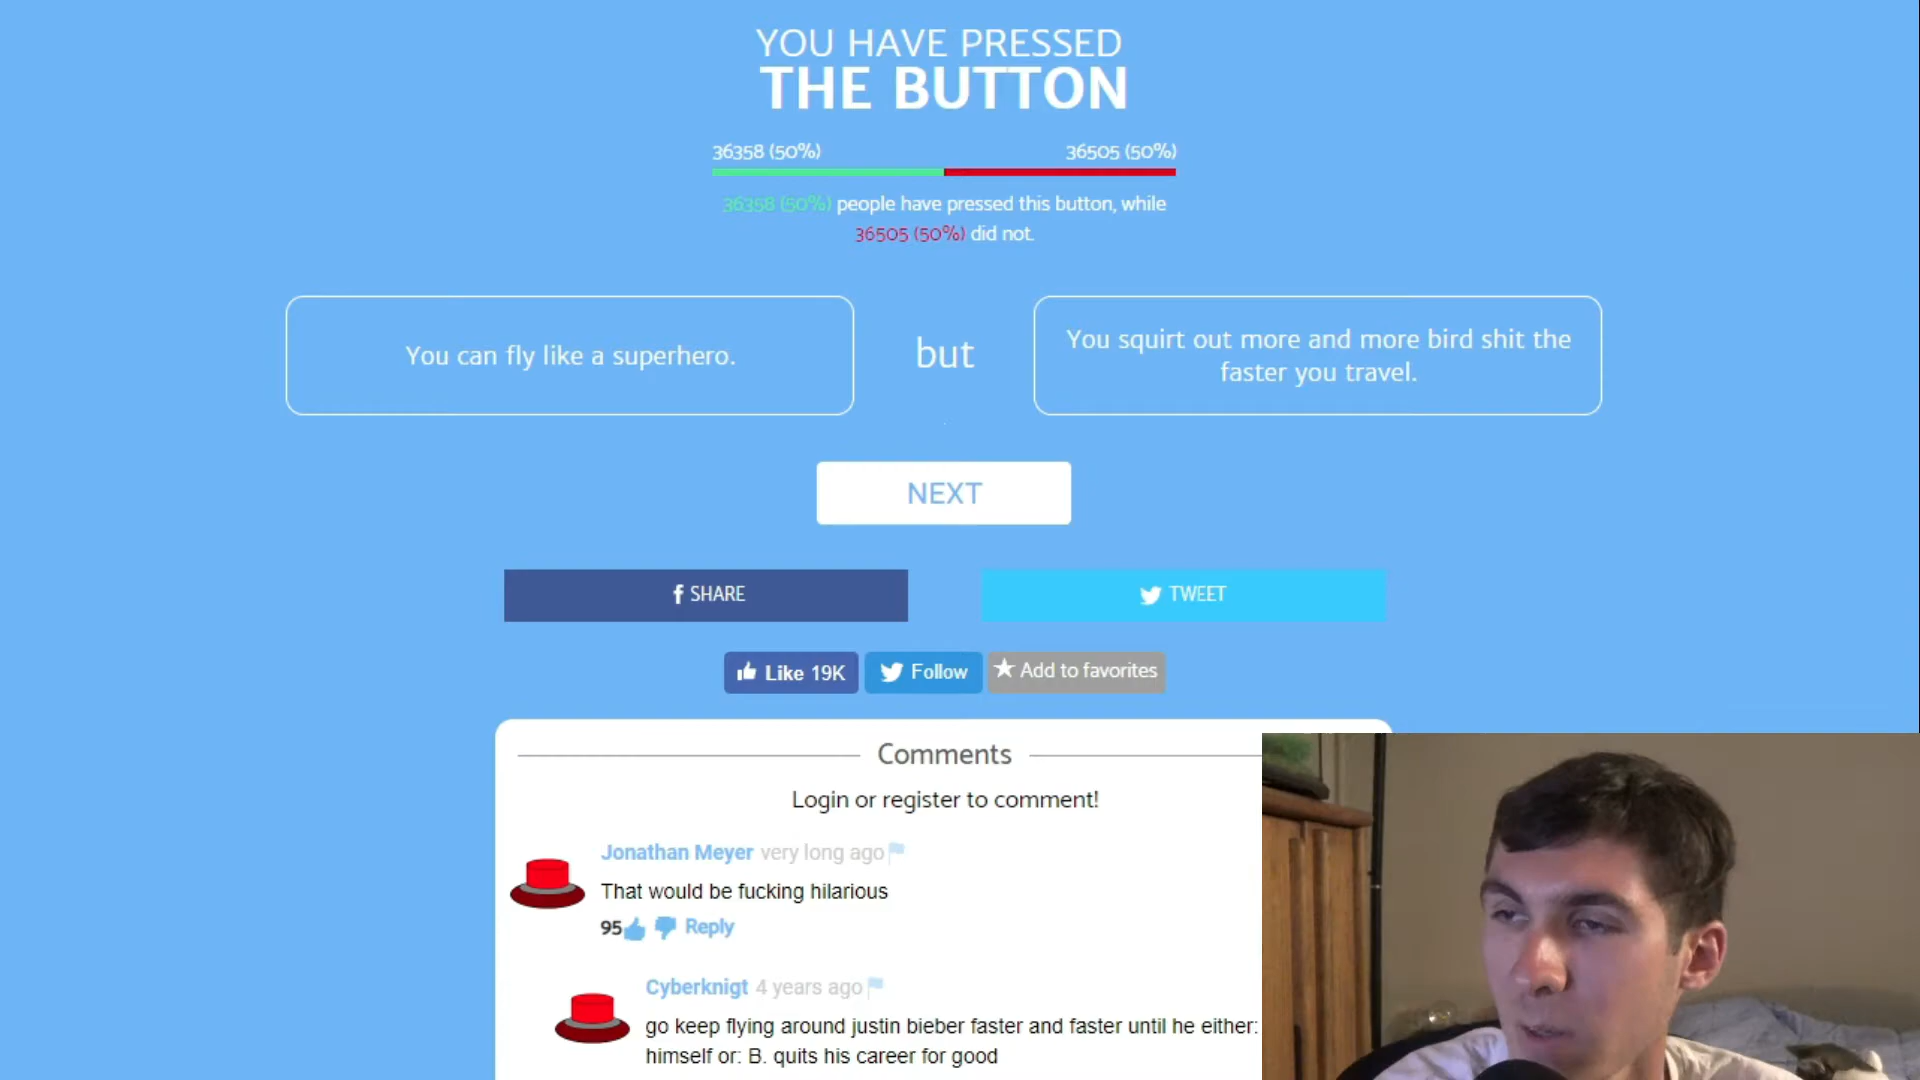 YOU HAVE PRESSED
THE BUTTON
36358 (50%) 36505 (50%)
36358 (50%) people have pressed this button, while
36505 (50%) did not.
You can fly like a superhero.
but
You squirt out more and more bird shit the
faster you travel.
NEXT
f SHARE
TWEET
Like 19K
Follow
Add to favorites
Comments
Login or register to comment!
Jonathan Meyer very long ago
That would be fucking hilarious
95 Reply
Cyberknigt 4 years ago
go keep flying around justin bieber faster and faster until he either:
himself or: B. quits his career for good